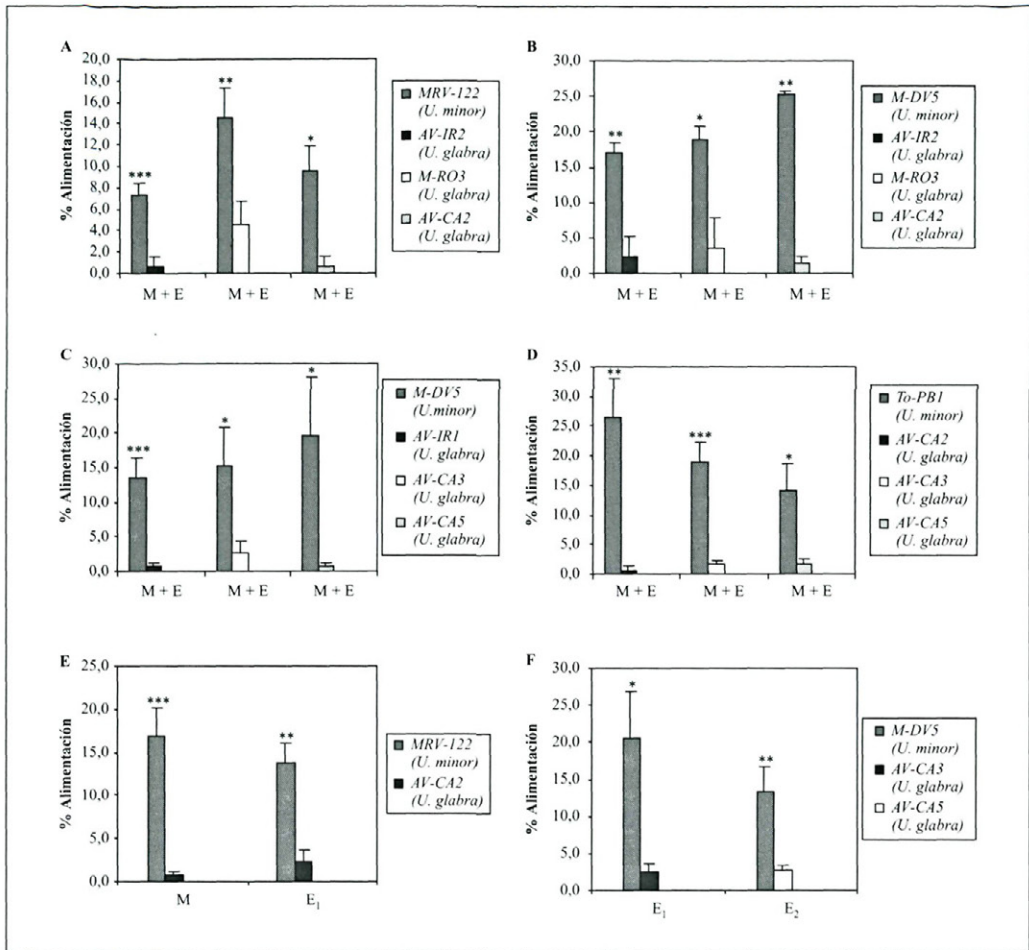 A
% Alimentación
20,0
18,0
16,0
14,0
12,0
10,0
8,0
6,0
4,0
2,0
0,0
***
**
*
M + E
M + E
M + E
MRV-122
(U. minor)
AV-IR2
(U. glabra)
M-RO3
(U. glabra)
AV-CA2
(U. glabra)
B
% Alimentación
30,0
25,0
20,0
15,0
10,0
5,0
0,0
**
*
**
M + E
M + E
M + E
M-DV5
(U. minor)
AV-IR2
(U. glabra)
M-RO3
(U. glabra)
AV-CA2
(U. glabra)
C
% Alimentación
30,0
25,0
20,0
15,0
10,0
5,0
0,0
***
*
*
M + E
M + E
M + E
M-DV5
(U.minor)
AV-IR1
(U. glabra)
AV-CA3
(U. glabra)
AV-CA5
(U. glabra)
D
% Alimentación
35,0
30,0
25,0
20,0
15,0
10,0
5,0
0,0
**
***
*
M + E
M + E
M + E
To-PB1
(U. minor)
AV-CA2
(U. glabra)
AV-CA3
(U. glabra)
AV-CA5
(U. glabra)
E
% Alimentación
25,0
20,0
15,0
10,0
5,0
0,0
***
**
M
E1
MRV-122
(U. minor)
AV-CA2
(U. glabra)
F
% Alimentación
30,0
25,0
20,0
15,0
10,0
5,0
0,0
*
**
E1
E2
M-DV5
(U. minor)
AV-CA3
(U. glabra)
AV-CA5
(U. glabra)